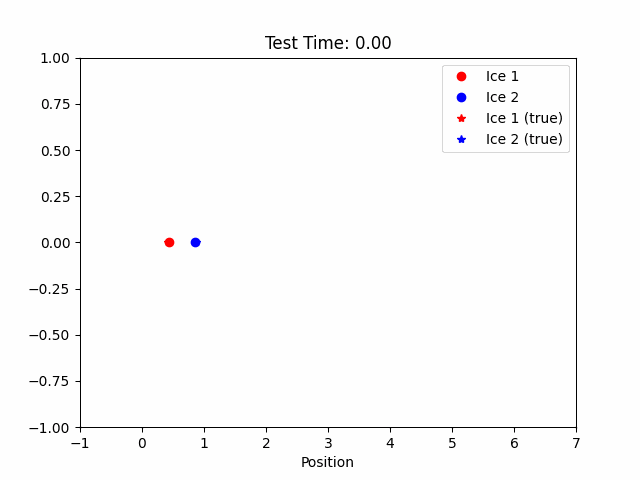 Test Time: 0.00
1.00
0.75
0.50
0.25
0.00
−0.25
−0.50
−0.75
−1.00
Ice 1
Ice 2
Ice 1 (true)
Ice 2 (true)
−1 0 1 2 3 4 5 6 7
Position